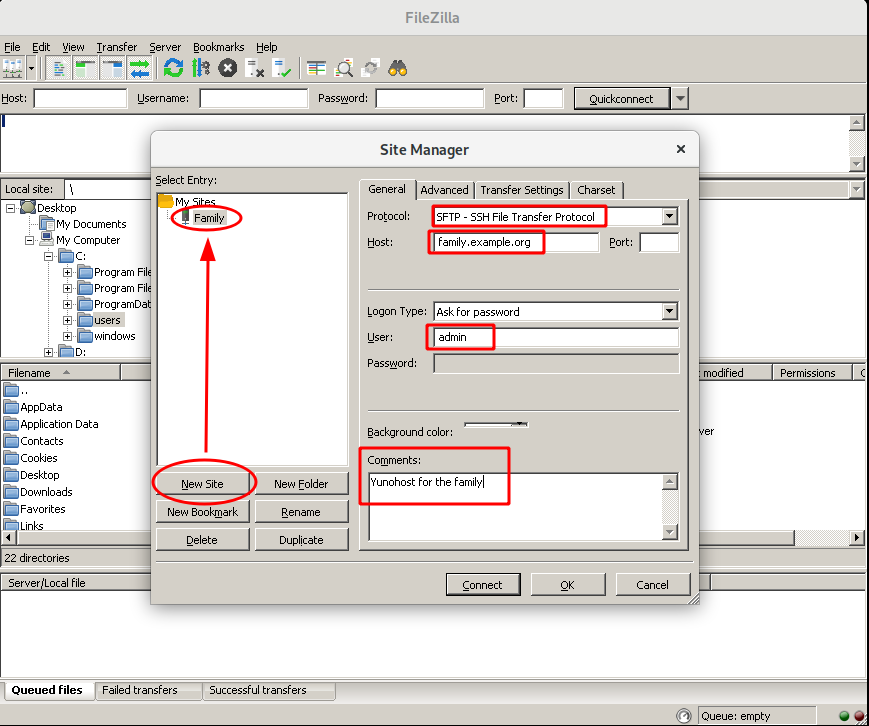 FileZilla
File Edit View Transfer Server Bookmarks Help
Host: Username: Password: Port: Quickconnect
Local site: \
Desktop
My Documents
My Computer
C:
Program File
Program File
ProgramDat
users
windows
D:
Filename
..
AppData
Application Data
Contacts
Cookies
Desktop
Downloads
Favorites
Links
22 directories
Server/Local file
Site Manager
Select Entry:
My Sites
Family
New Site New Folder
New Bookmark Rename
Delete Duplicate
General Advanced Transfer Settings Charset
Protocol: SFTP - SSH File Transfer Protocol
Host: family.example.org Port:
Logon Type: Ask for password
User: admin
Password:
Background color:
Comments:
Yunohost for the family
Connect OK Cancel
modified Permissions
ver
Queued files Failed transfers Successful transfers
Queue: empty